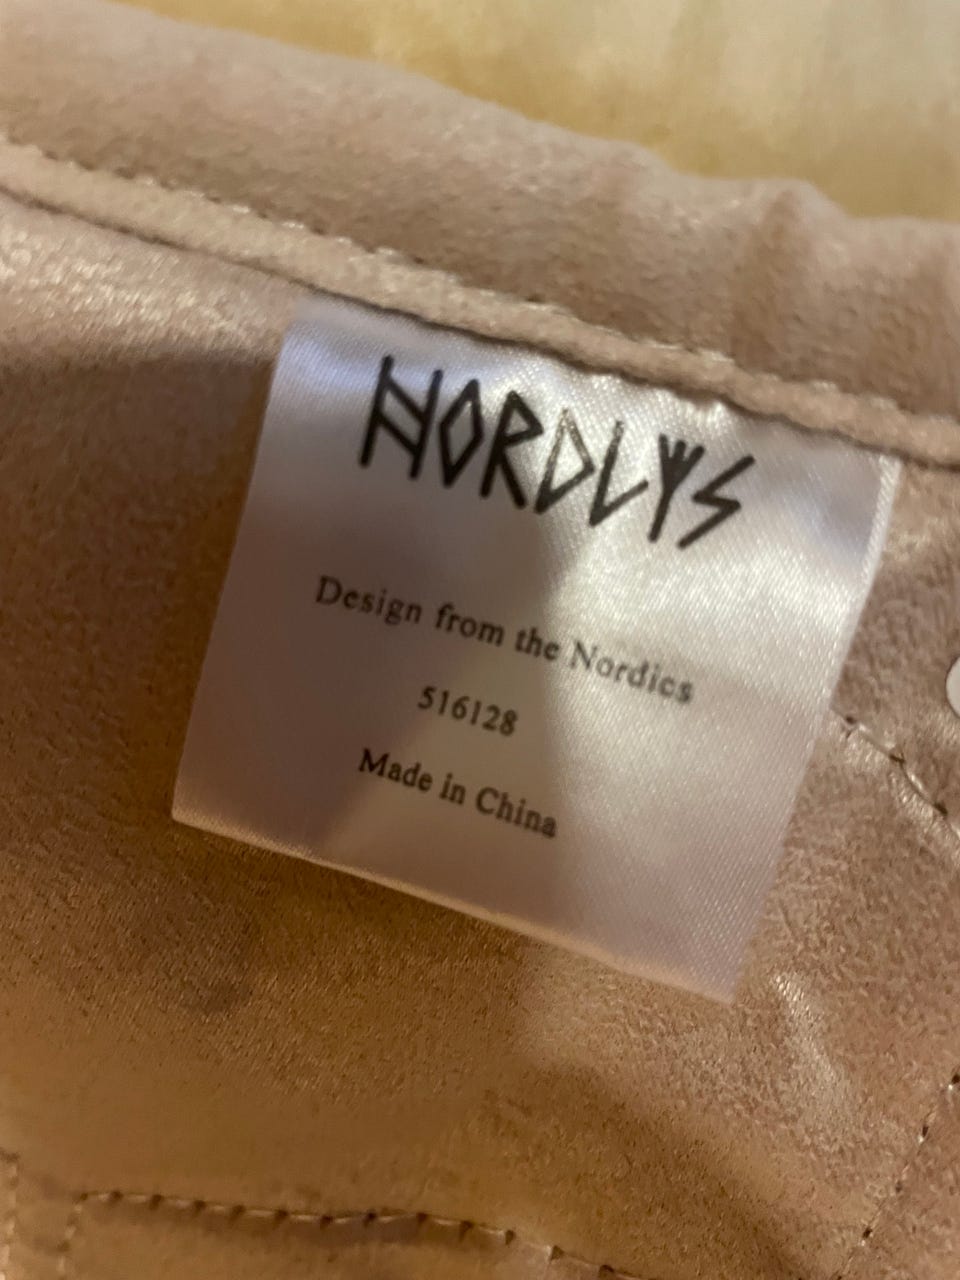 NORDLYS
Design from the Nordics
516128
Made in China